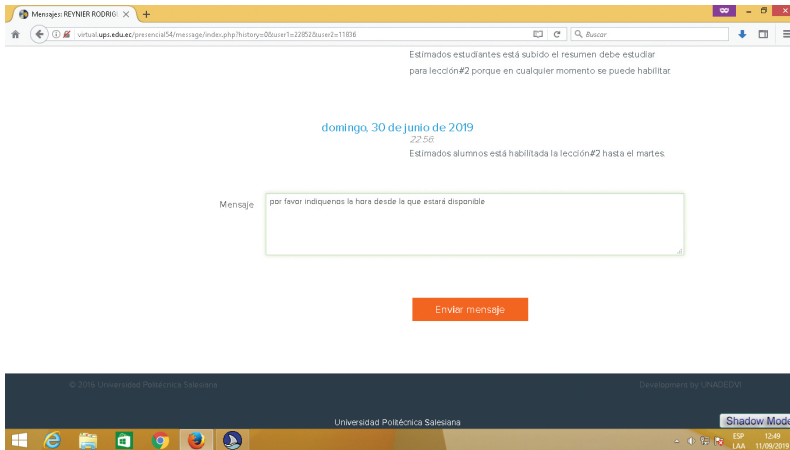 Mensajes: REYNIER RODRIG
virtual.ups.edu.ec/presencial54/message/index.php?history=0&user1=22852&user2=11836
Buscar
Estimados estudiantes está subido el resumen debe estudiar
para lección#2 porque en cualquier momento se puede habilitar.
domingo, 30 de junio de 2019
22:56:
Estimados alumnos está habilitada la lección#2 hasta el martes.
Mensaje
por favor indiquenos la hora desde la que estará disponible
Enviar mensaje
© 2016 Universidad Politécnica Salesiana
Development by UNADEDVI
Universidad Politécnica Salesiana
Shadow Mode
ESP 12:49
LAA 11/09/2019